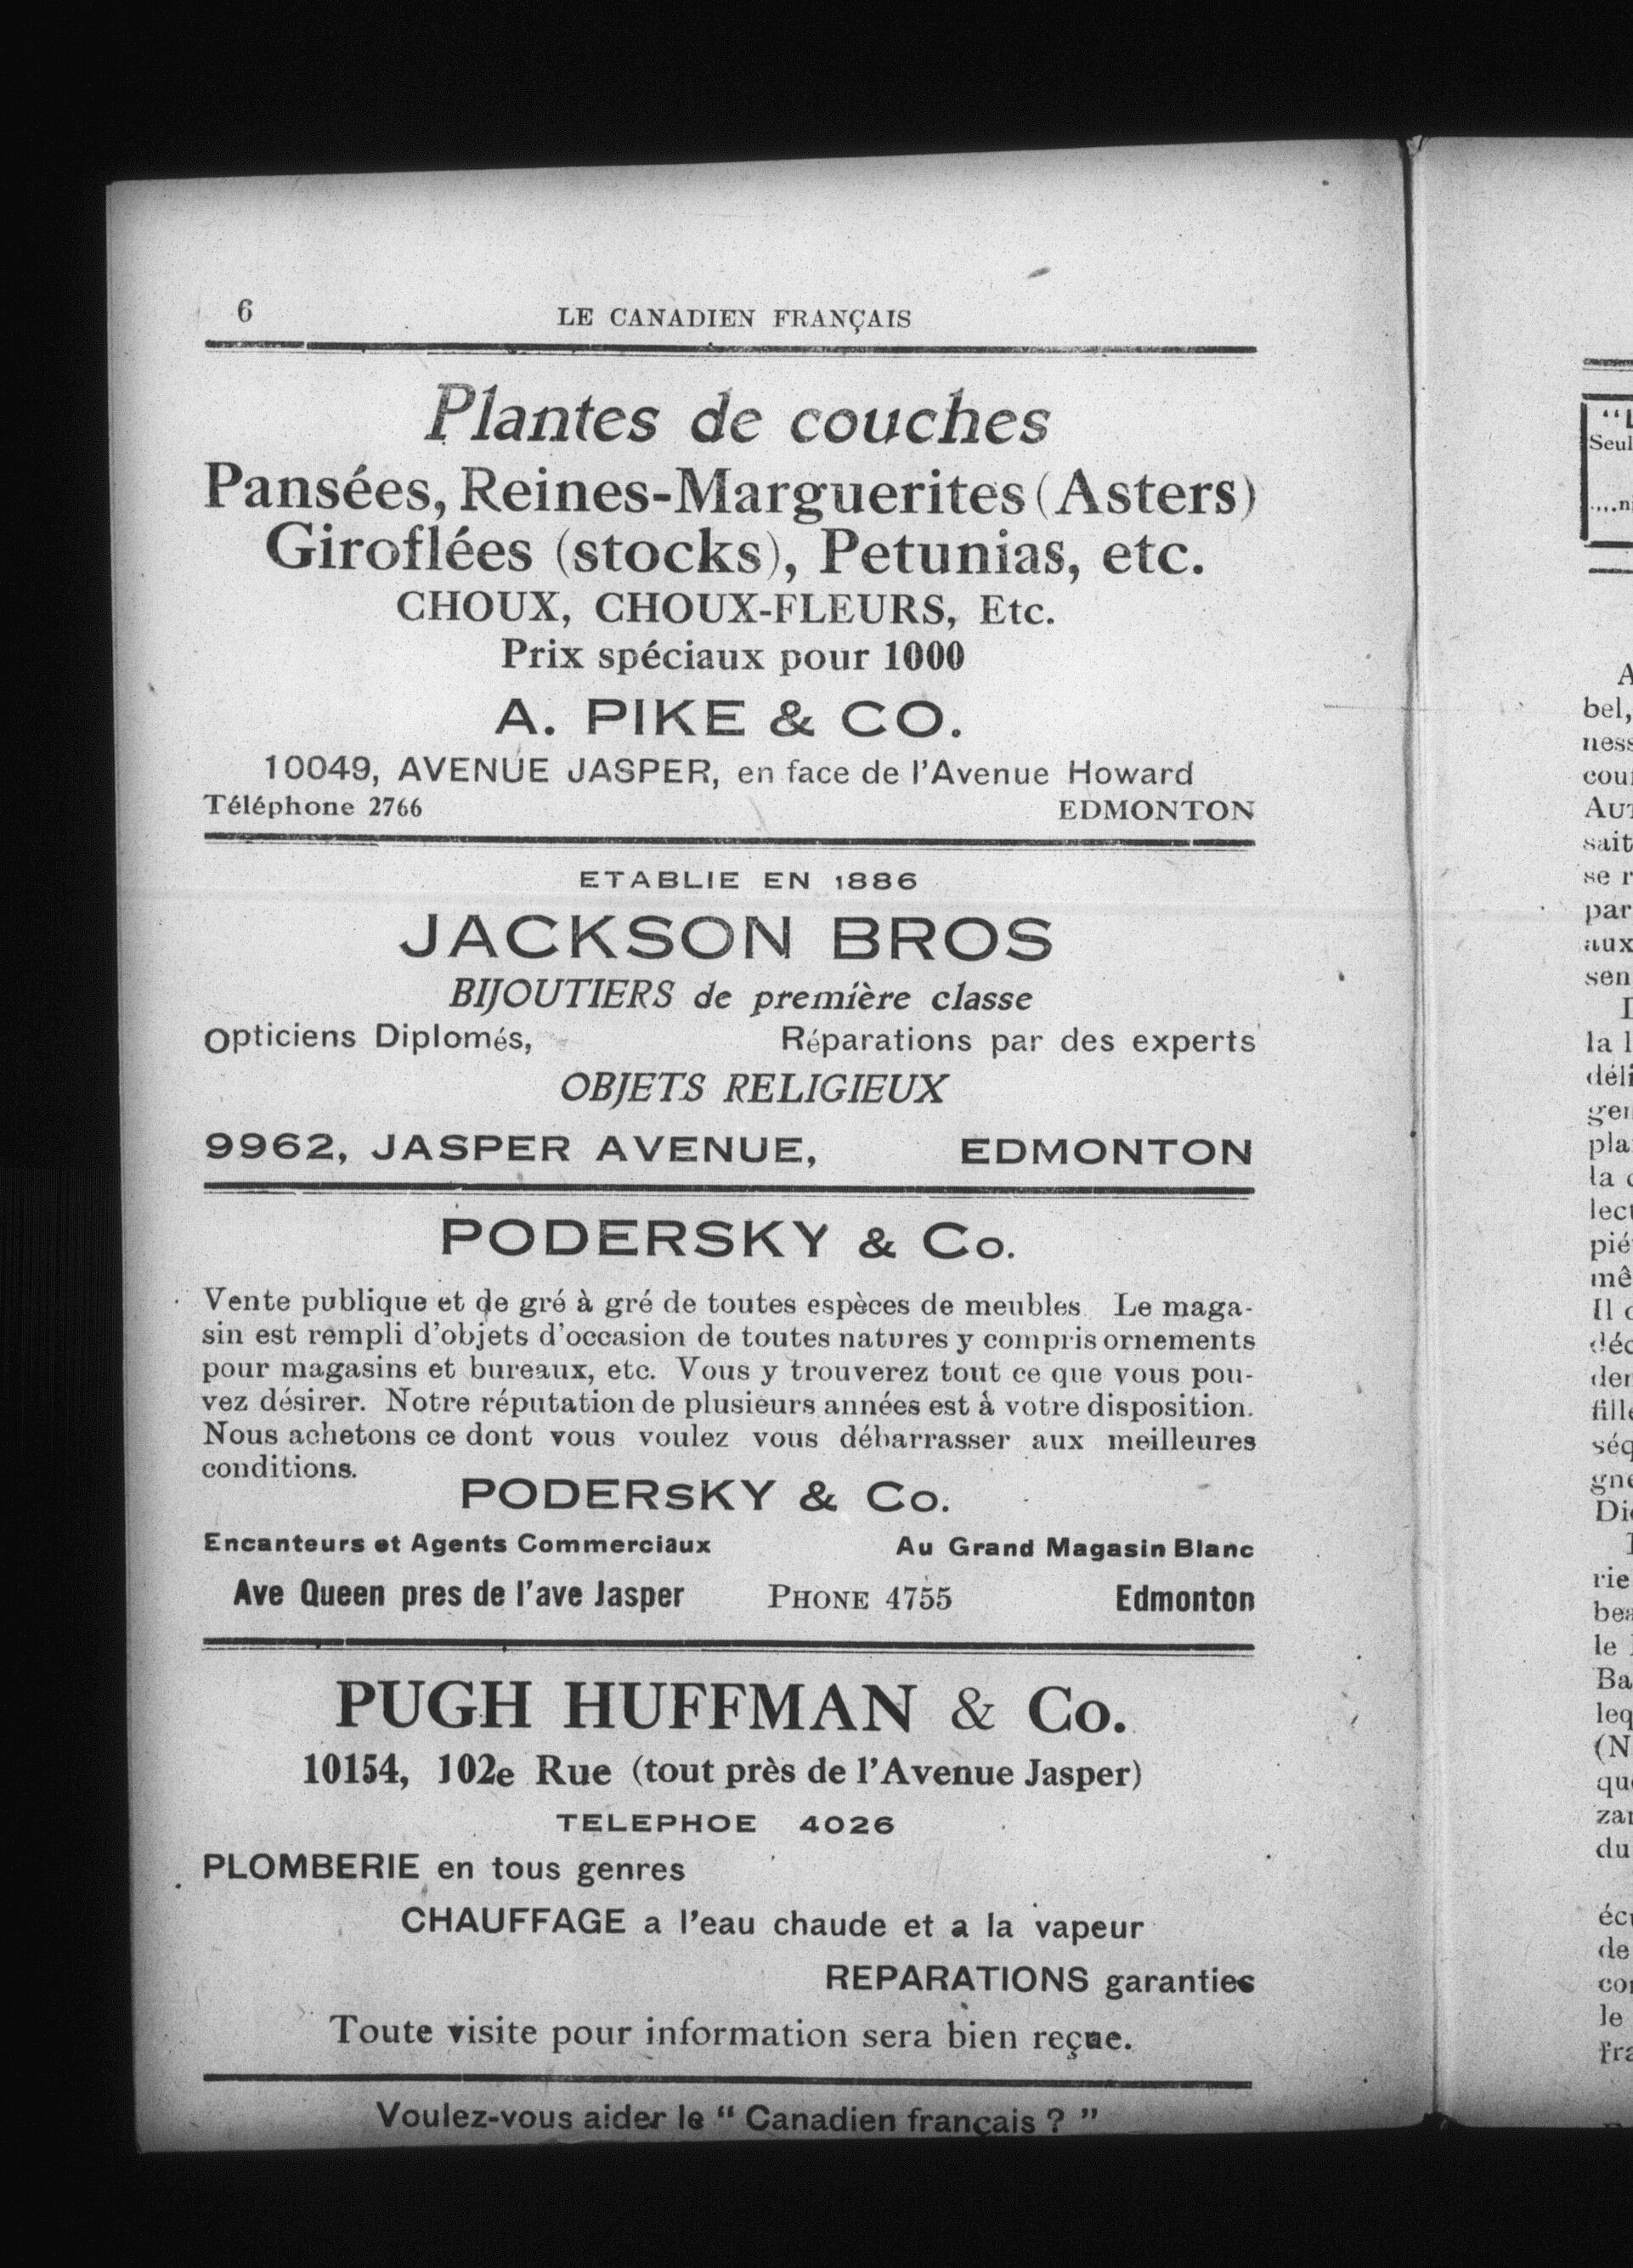 6
LE CANADIEN FRANÇAIS
Plantes de couches
Pansées, Reines-Marguerites (Asters)
Giroflées (stocks), Petunias, etc.
CHOUX, CHOUX-FLEURS, Etc.
Prix spéciaux pour 1000
A. PIKE & CO.
10049, AVENUE JASPER, en face de l'Avenue Howard
Téléphone 2766 EDMONTON
ETABLIE EN 1886
JACKSON BROS
BIJOUTIERS de première classe
Opticiens Diplomés, Réparations par des experts
OBJETS RELIGIEUX
9962, JASPER AVENUE, EDMONTON
PODERSKY & Co.
Vente publique et de gré à gré de toutes espèces de meubles Le maga-
sin est rempli d'objets d'occasion de toutes natures y compris ornements
pour magasins et bureaux, etc. Vous y trouverez tout ce que vous pou-
vez désirer. Notre réputation de plusieurs années est à votre disposition.
Nous achetons ce dont vous voulez vous débarrasser aux meilleures
conditions.
PODERSKY & Co.
Encanteurs et Agents Commerciaux Au Grand Magasin Blanc
Ave Queen pres de l'ave Jasper PHONE 4755 Edmonton
PUGH HUFFMAN & Co.
10154, 102e Rue (tout près de l'Avenue Jasper)
TELEPHOE 4026
PLOMBERIE en tous genres
CHAUFFAGE a l'eau chaude et a la vapeur
REPARATIONS garanties
Toute visite pour information sera bien reçue.
Voulez-vous aider le " Canadien français ? "